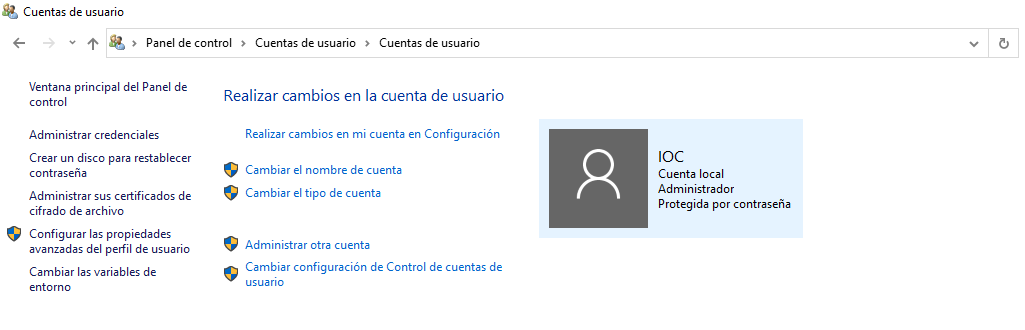 Cuentas de usuario
Panel de control > Cuentas de usuario > Cuentas de usuario
Ventana principal del Panel de
control
Administrar credenciales
Crear un disco para restablecer
contraseña
Administrar sus certificados de
cifrado de archivo
Configurar las propiedades
avanzadas del perfil de usuario
Cambiar las variables de
entorno
Realizar cambios en la cuenta de usuario
Realizar cambios en mi cuenta en Configuración
Cambiar el nombre de cuenta
Cambiar el tipo de cuenta
Administrar otra cuenta
Cambiar configuración de Control de cuentas de
usuario
IOC
Cuenta local
Administrador
Protegida por contraseña